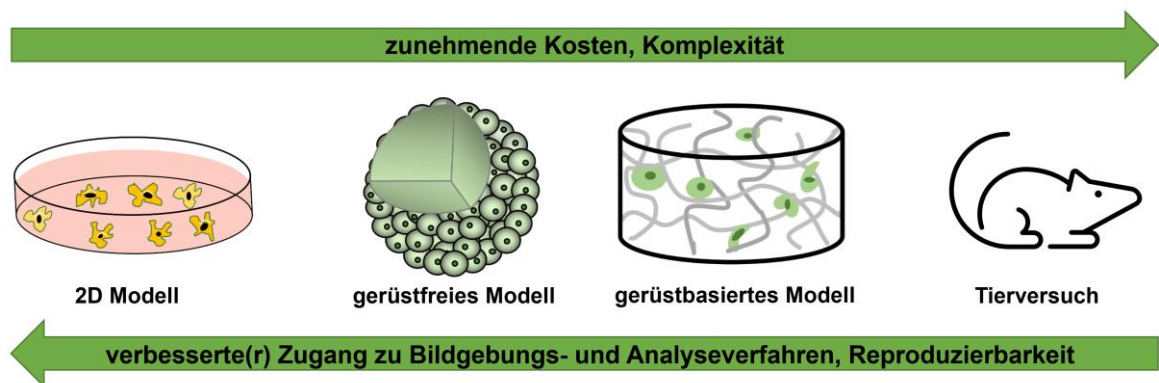 zunehmende Kosten, Komplexität
2D Modell
gerüstfreies Modell
gerüstbasiertes Modell
Tierversuch
verbesserte(r) Zugang zu Bildgebungs- und Analyseverfahren, Reproduzierbarkeit